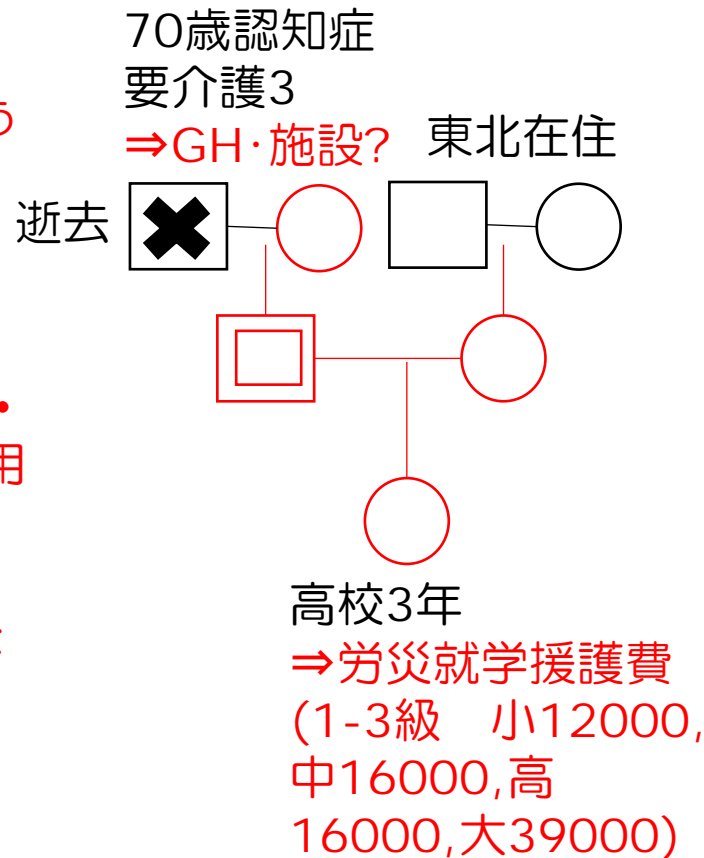 70歳認知症
要介護3
⇒GH・施設?
東北在住
逝去
用
高校3年
⇒労災就学援護費
(1-3級　小12000,
中16000,高
16000,大39000)